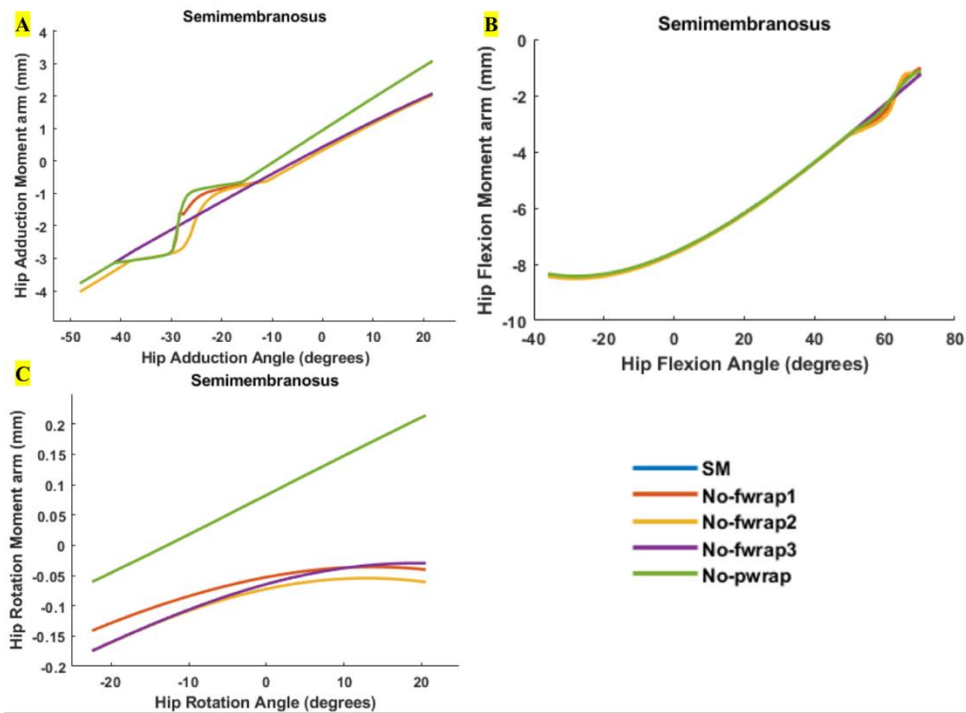 A
Semimembranosus
Hip Adduction Moment arm (mm)
4
3
2
1
0
-1
-2
-3
-4
-50 -40 -30 -20 -10 0 10 20
Hip Adduction Angle (degrees)
B
Semimembranosus
Hip Flexion Moment arm (mm)
0
-2
-4
-6
-8
-10
-40 -20 0 20 40 60 80
Hip Flexion Angle (degrees)
C
Semimembranosus
Hip Rotation Moment arm (mm)
0.2
0.15
0.1
0.05
0
-0.05
-0.1
-0.15
-0.2
-20 -10 0 10 20
Hip Rotation Angle (degrees)
SM
No-fwrap1
No-fwrap2
No-fwrap3
No-pwrap